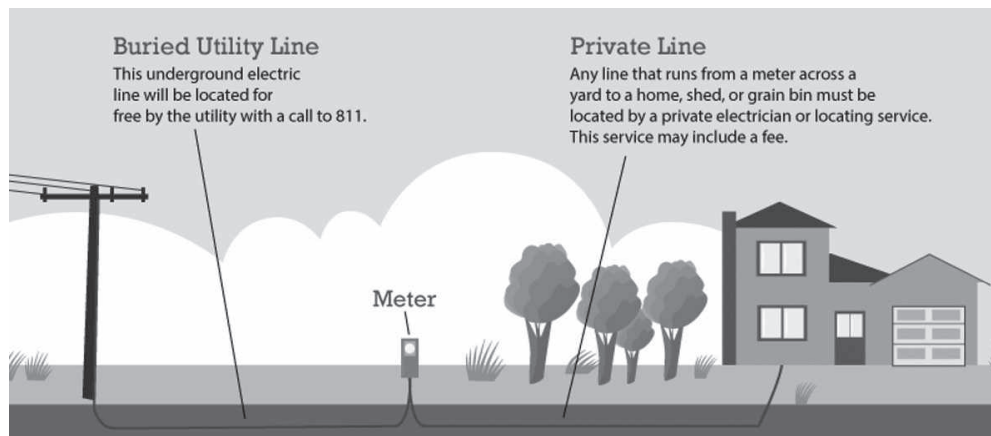 Buried Utility Line
This underground electric
line will be located for
free by the utility with a call to 811.
Private Line
Any line that runs from a meter across a
yard to a home, shed, or grain bin must be
located by a private electrician or locating service.
This service may include a fee.
Meter